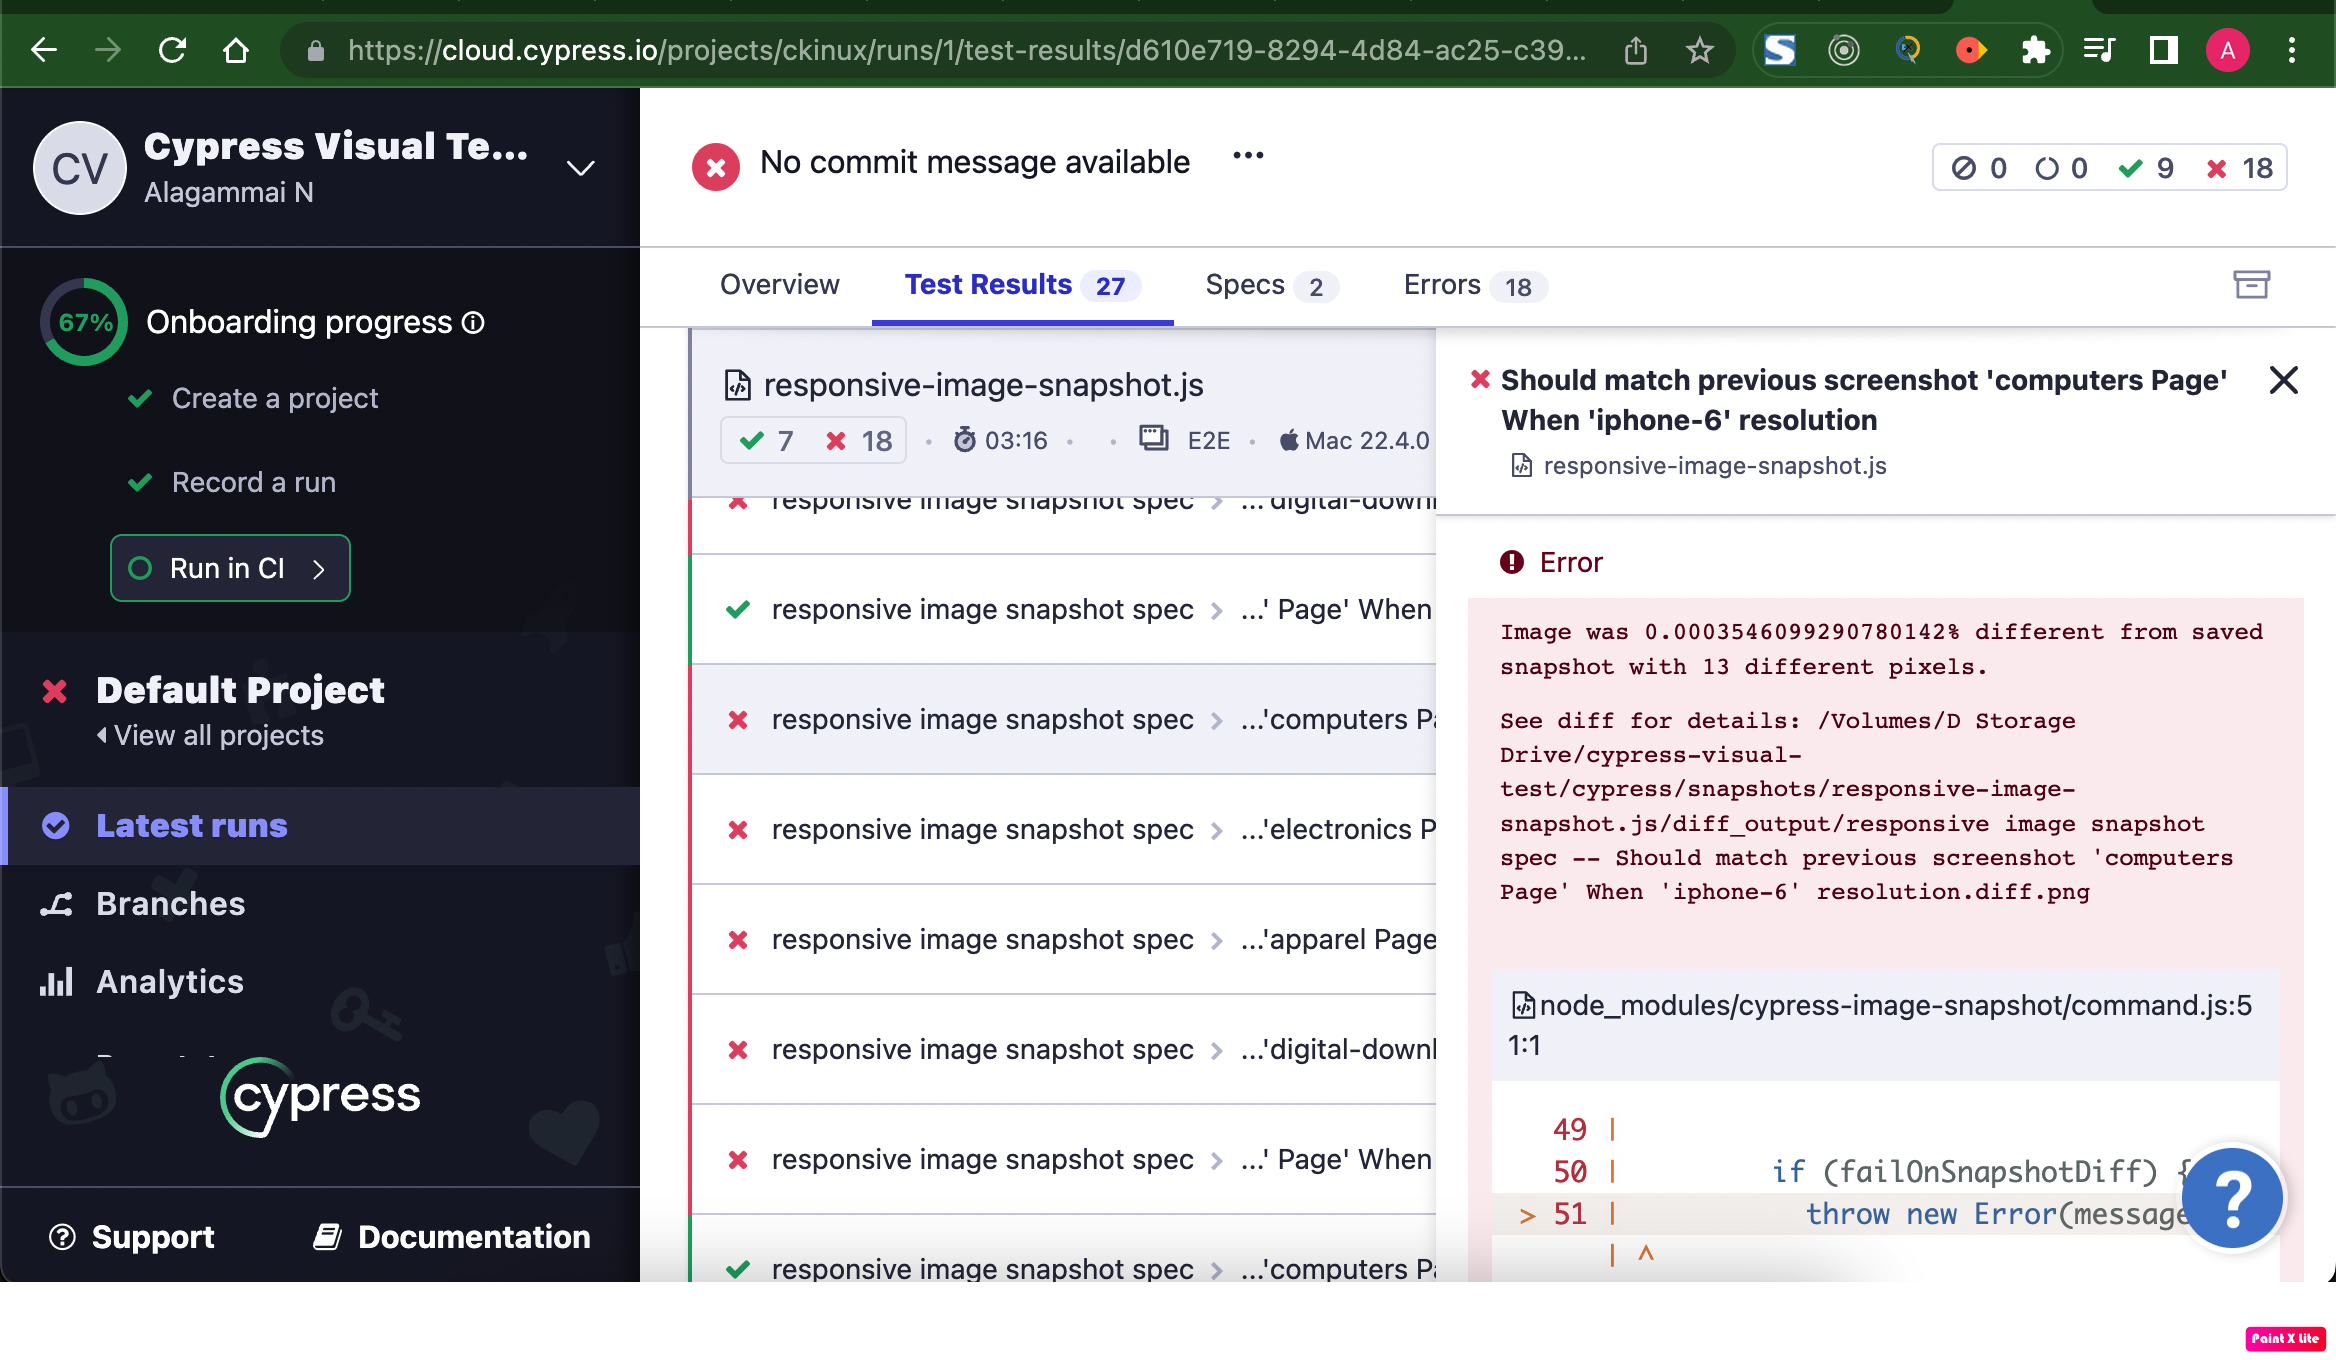 https://cloud.cypress.io/projects/ckinux/runs/1/test-results/d610e719-8294-4d84-ac25-c39...
A
CV
Cypress Visual Te...
Alagammai N
No commit message available
...
0 0 9 18
67%
Onboarding progress
Create a project
Record a run
Run in CI
Default Project
View all projects
Latest runs
Branches
Analytics
cypress
Support
Documentation
Overview
Test Results 27
Specs 2
Errors 18
responsive-image-snapshot.js
7 18 · 03:16 · · E2E · Mac 22.4.0
responsive image snapshot spec > ...'digital-downl
responsive image snapshot spec > ...' Page' When
responsive image snapshot spec > ...'computers Pa
responsive image snapshot spec > ...'electronics P
responsive image snapshot spec > ...'apparel Page
responsive image snapshot spec > ...'digital-downl
responsive image snapshot spec > ...' Page' When
responsive image snapshot spec > ...'computers Pa
Should match previous screenshot 'computers Page'
When 'iphone-6' resolution
responsive-image-snapshot.js
Error
Image was 0.0003546099290780142% different from saved
snapshot with 13 different pixels.
See diff for details: /Volumes/D Storage
Drive/cypress-visual-
test/cypress/snapshots/responsive-image-
snapshot.js/diff_output/responsive image snapshot
spec -- Should match previous screenshot 'computers
Page' When 'iphone-6' resolution.diff.png
node_modules/cypress-image-snapshot/command.js:5
1:1
49 |
50 | if (failOnSnapshotDiff) {
> 51 | throw new Error(message
| ^
?
Paint X Lite